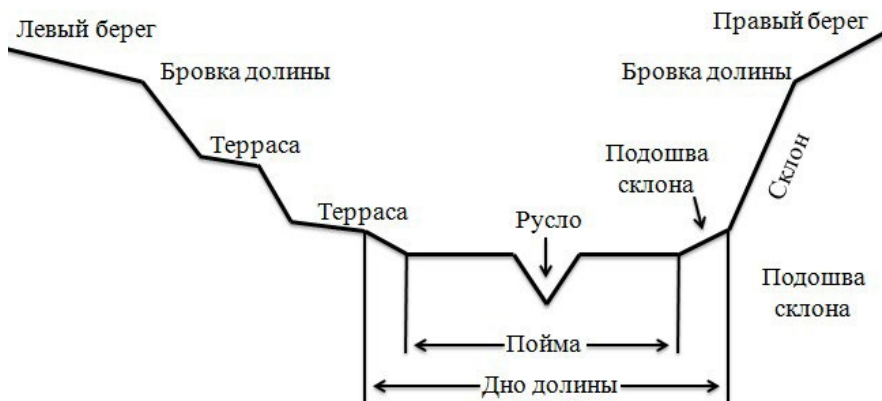 Левый берег
Правый берег
Бровка долины
Бровка долины
Терраса
Подошва
склона
Склон
Терраса
Русло
Подошва
склона
Пойма
Дно долины